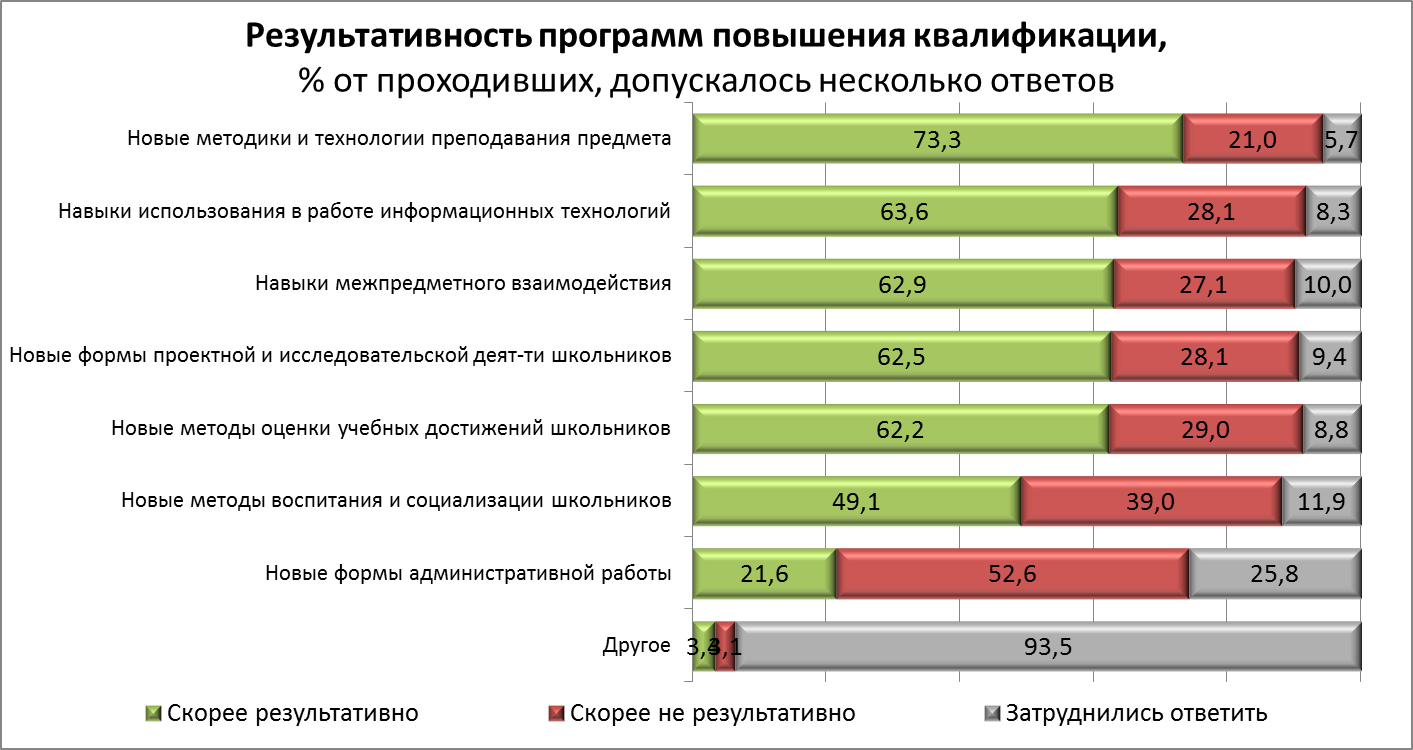 Результативность программ повышения квалификации,
% от проходивших, допускалось несколько ответов
Новые методики и технологии преподавания предмета
73,3 21,0 5,7
Навыки использования в работе информационных технологий
63,6 28,1 8,3
Навыки межпредметного взаимодействия
62,9 27,1 10,0
Новые формы проектной и исследовательской деят-ти школьников
62,5 28,1 9,4
Новые методы оценки учебных достижений школьников
62,2 29,0 8,8
Новые методы воспитания и социализации школьников
49,1 39,0 11,9
Новые формы административной работы
21,6 52,6 25,8
Другое
3,4 3,1 93,5
Скорее результативно Скорее не результативно Затруднились ответить